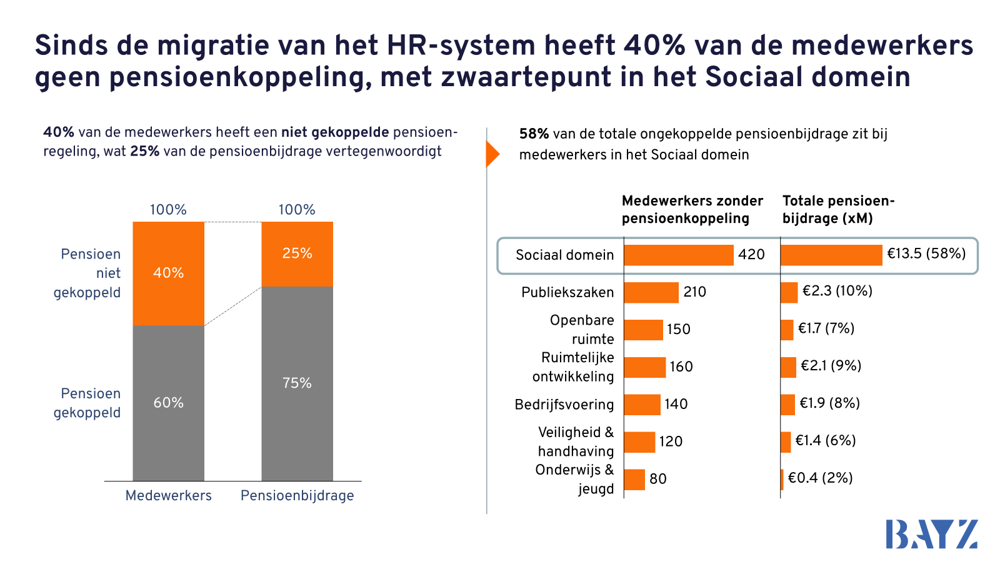 Sinds de migratie van het HR-system heeft 40% van de medewerkers
geen pensioenkoppeling, met zwaartepunt in het Sociaal domein
40% van de medewerkers heeft een niet gekoppelde pensioen-
regeling, wat 25% van de pensioenbijdrage vertegenwoordigt
100%
100%
Pensioen
niet
gekoppeld
40%
25%
Pensioen
gekoppeld
60%
75%
Medewerkers
Pensioenbijdrage
58% van de totale ongekoppelde pensioenbijdrage zit bij
medewerkers in het Sociaal domein
Medewerkers zonder
pensioenkoppeling
Totale pensioen-
bijdrage (xM)
Sociaal domein
420
€13.5 (58%)
Publiekszaken
210
€2.3 (10%)
Openbare
ruimte
150
€1.7 (7%)
Ruimtelijke
ontwikkeling
160
€2.1 (9%)
Bedrijfsvoering
140
€1.9 (8%)
Veiligheid &
handhaving
120
€1.4 (6%)
Onderwijs &
jeugd
80
€0.4 (2%)
BAYZ